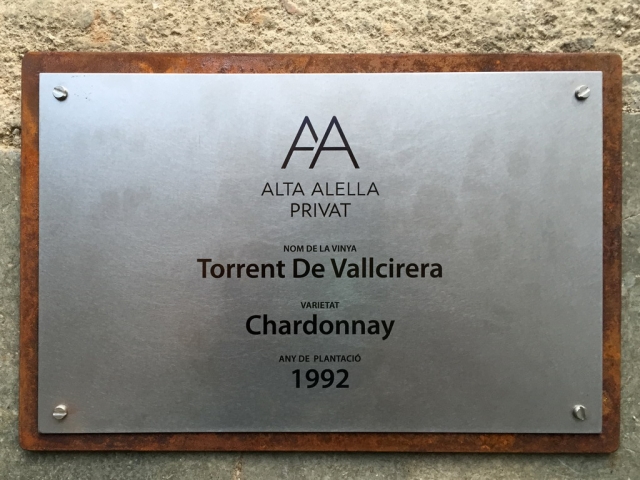 AA
ALTA ALELLA
PRIVAT
NOM DE LA VINYA
Torrent De Vallcirera
VARIETAT
Chardonnay
ANY DE PLANTACIÓ
1992